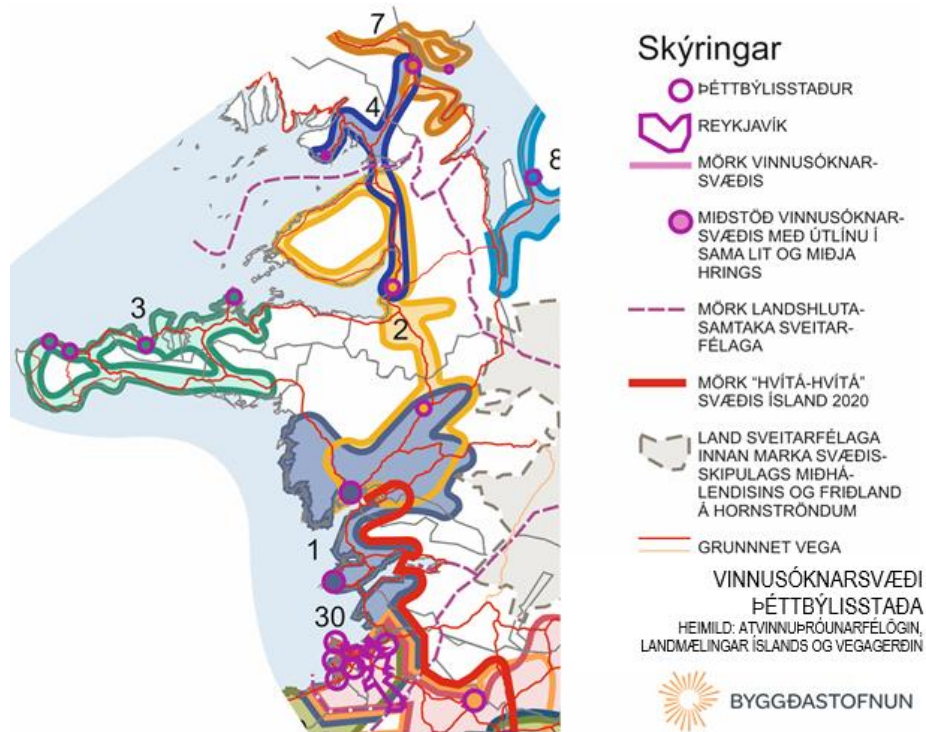 7
4
8
3
2
1
30
Skýringar
ÞÉTTBÝLISSTAÐUR
REYKJAVÍK
MÖRK VINNUSÓKNAR-
SVÆÐIS
MIÐSTÖÐ VINNUSÓKNAR-
SVÆÐIS MEÐ ÚTLÍNU Í
SAMA LIT OG MIÐJA
HRINGS
MÖRK LANDSHLUTA-
SAMTAKA SVEITAR-
FÉLAGA
MÖRK "HVÍTÁ-HVÍTÁ"
SVÆÐIS ÍSLAND 2020
LAND SVEITARFÉLAGA
INNAN MARKA SVÆÐIS-
SKIPULAGS MIÐHÁ-
LENDISINS OG FRIÐLAND
Á HORNSTRÖNDUM
GRUNNNET VEGA
VINNUSÓKNARSVÆÐI
ÞÉTTBÝLISSTAÐA
HEIMILD: ATVINNUÞRÓUNARFÉLÖGIN,
LANDMÆLINGAR ÍSLANDS OG VEGAGERÐIN
BYGGÐASTOFNUN